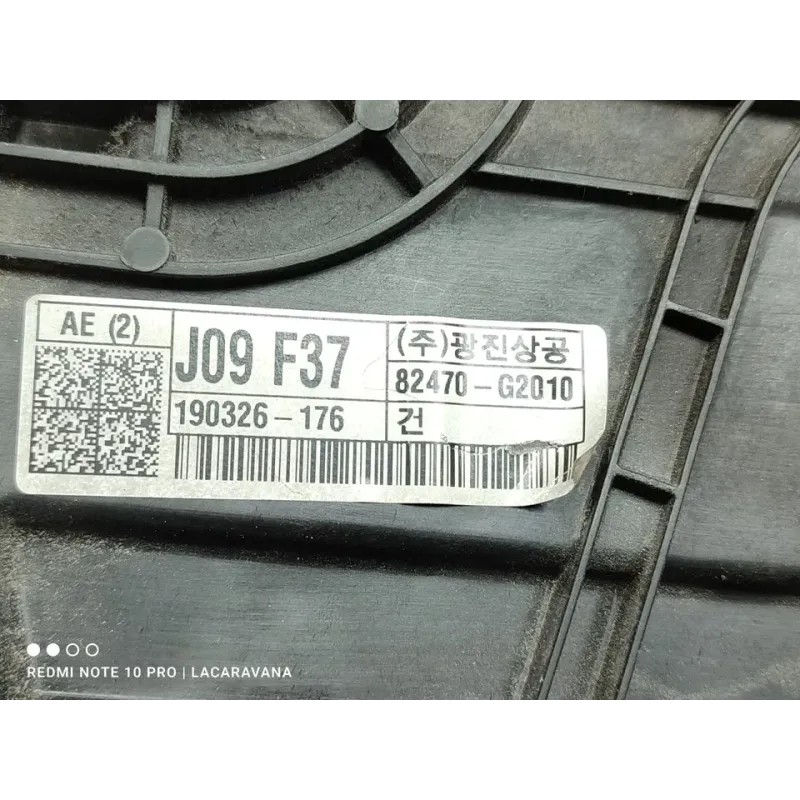 AE (2)
J09 F37
(주)광진상공
82470-G2010
190326-176
건
REDMI NOTE 10 PRO | LACARAVANA